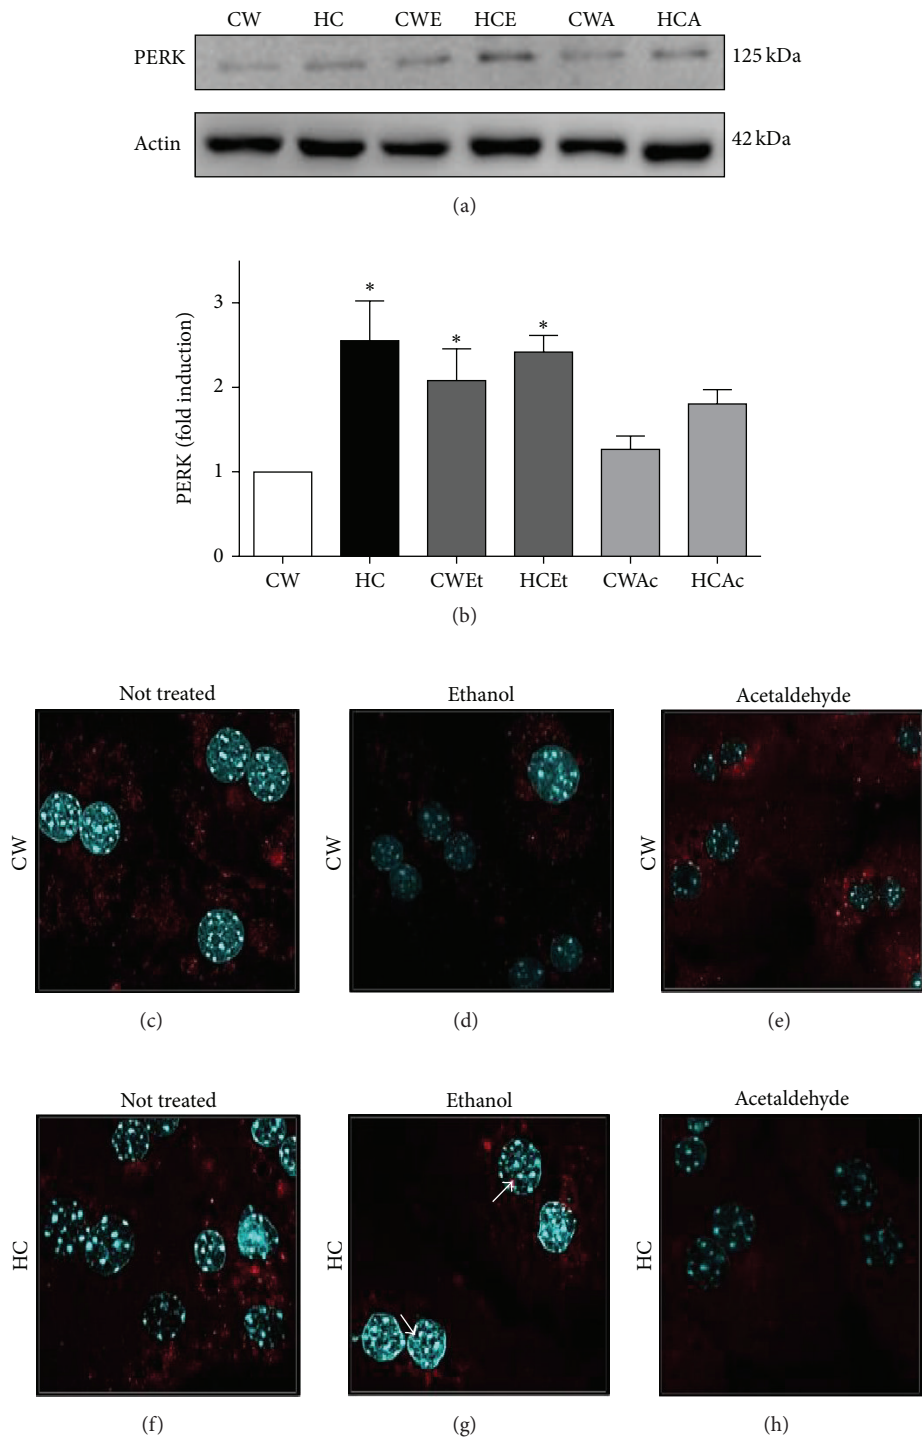 CW HC CWE HCE CWA HCA
PERK 125 kDa
Actin 42 kDa
(a)
PERK (fold induction)
3
2
1
0
* * *
CW HC CWEt HCEt CWAc HCAc
(b)
Not treated Ethanol Acetaldehyde
CW CW CW
(c) (d) (e)
Not treated Ethanol Acetaldehyde
HC HC HC
(f) (g) (h)